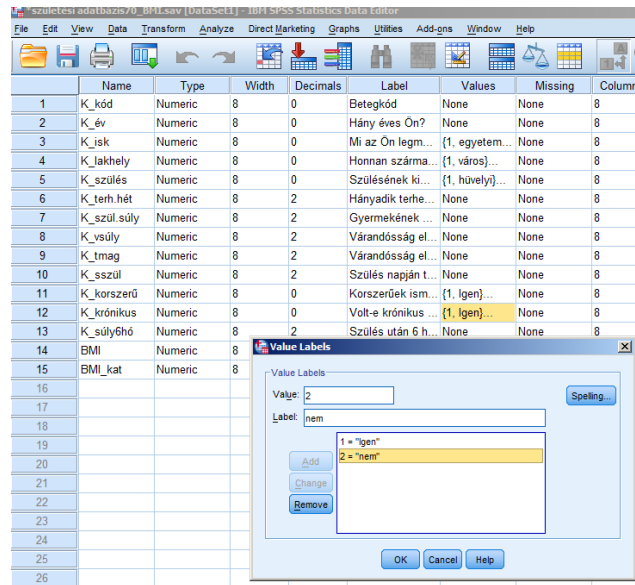 *születesi adatbázis70_BMI.sav [DataSet1] - IBM SPSS Statistics Data Editor
File Edit View Data Transform Analyze Direct Marketing Graphs Utilities Add-ons Window Help
Name Type Width Decimals Label Values Missing Column
1 K_kód Numeric 8 0 Betegkód None None 8
2 K_év Numeric 8 0 Hány éves Ön? None None 8
3 K_isk Numeric 8 0 Mi az Ön legm... {1, egyetem... None 8
4 K_lakhely Numeric 8 0 Honnan szárma... {1, város}... None 8
5 K_szülés Numeric 8 0 Szülésének ki... {1, hüvelyi}... None 8
6 K_terh.hét Numeric 8 2 Hányadik terhe... None None 8
7 K_szül.súly Numeric 8 2 Gyermekének ... None None 8
8 K_vsúly Numeric 8 2 Várandósság el... None None 8
9 K_tmag Numeric 8 2 Várandósság el... None None 8
10 K_sszül Numeric 8 2 Szülés napján t... None None 8
11 K_korszerű Numeric 8 0 Korszerűek ism... {1, Igen}... None 8
12 K_krónikus Numeric 8 0 Volt-e krónikus ... {1, Igen}... None 8
13 K_súly6hó Numeric 8 2 Szülés után 6 h... None None 8
14 BMI Numeric 8
15 BMI_kat Numeric 8
16
17
18
19
20
21
22
23
24
25
26
Value Labels
Value Labels
Value: 2
Spelling...
Label: nem
1 = "Igen"
2 = "nem"
Add
Change
Remove
OK Cancel Help